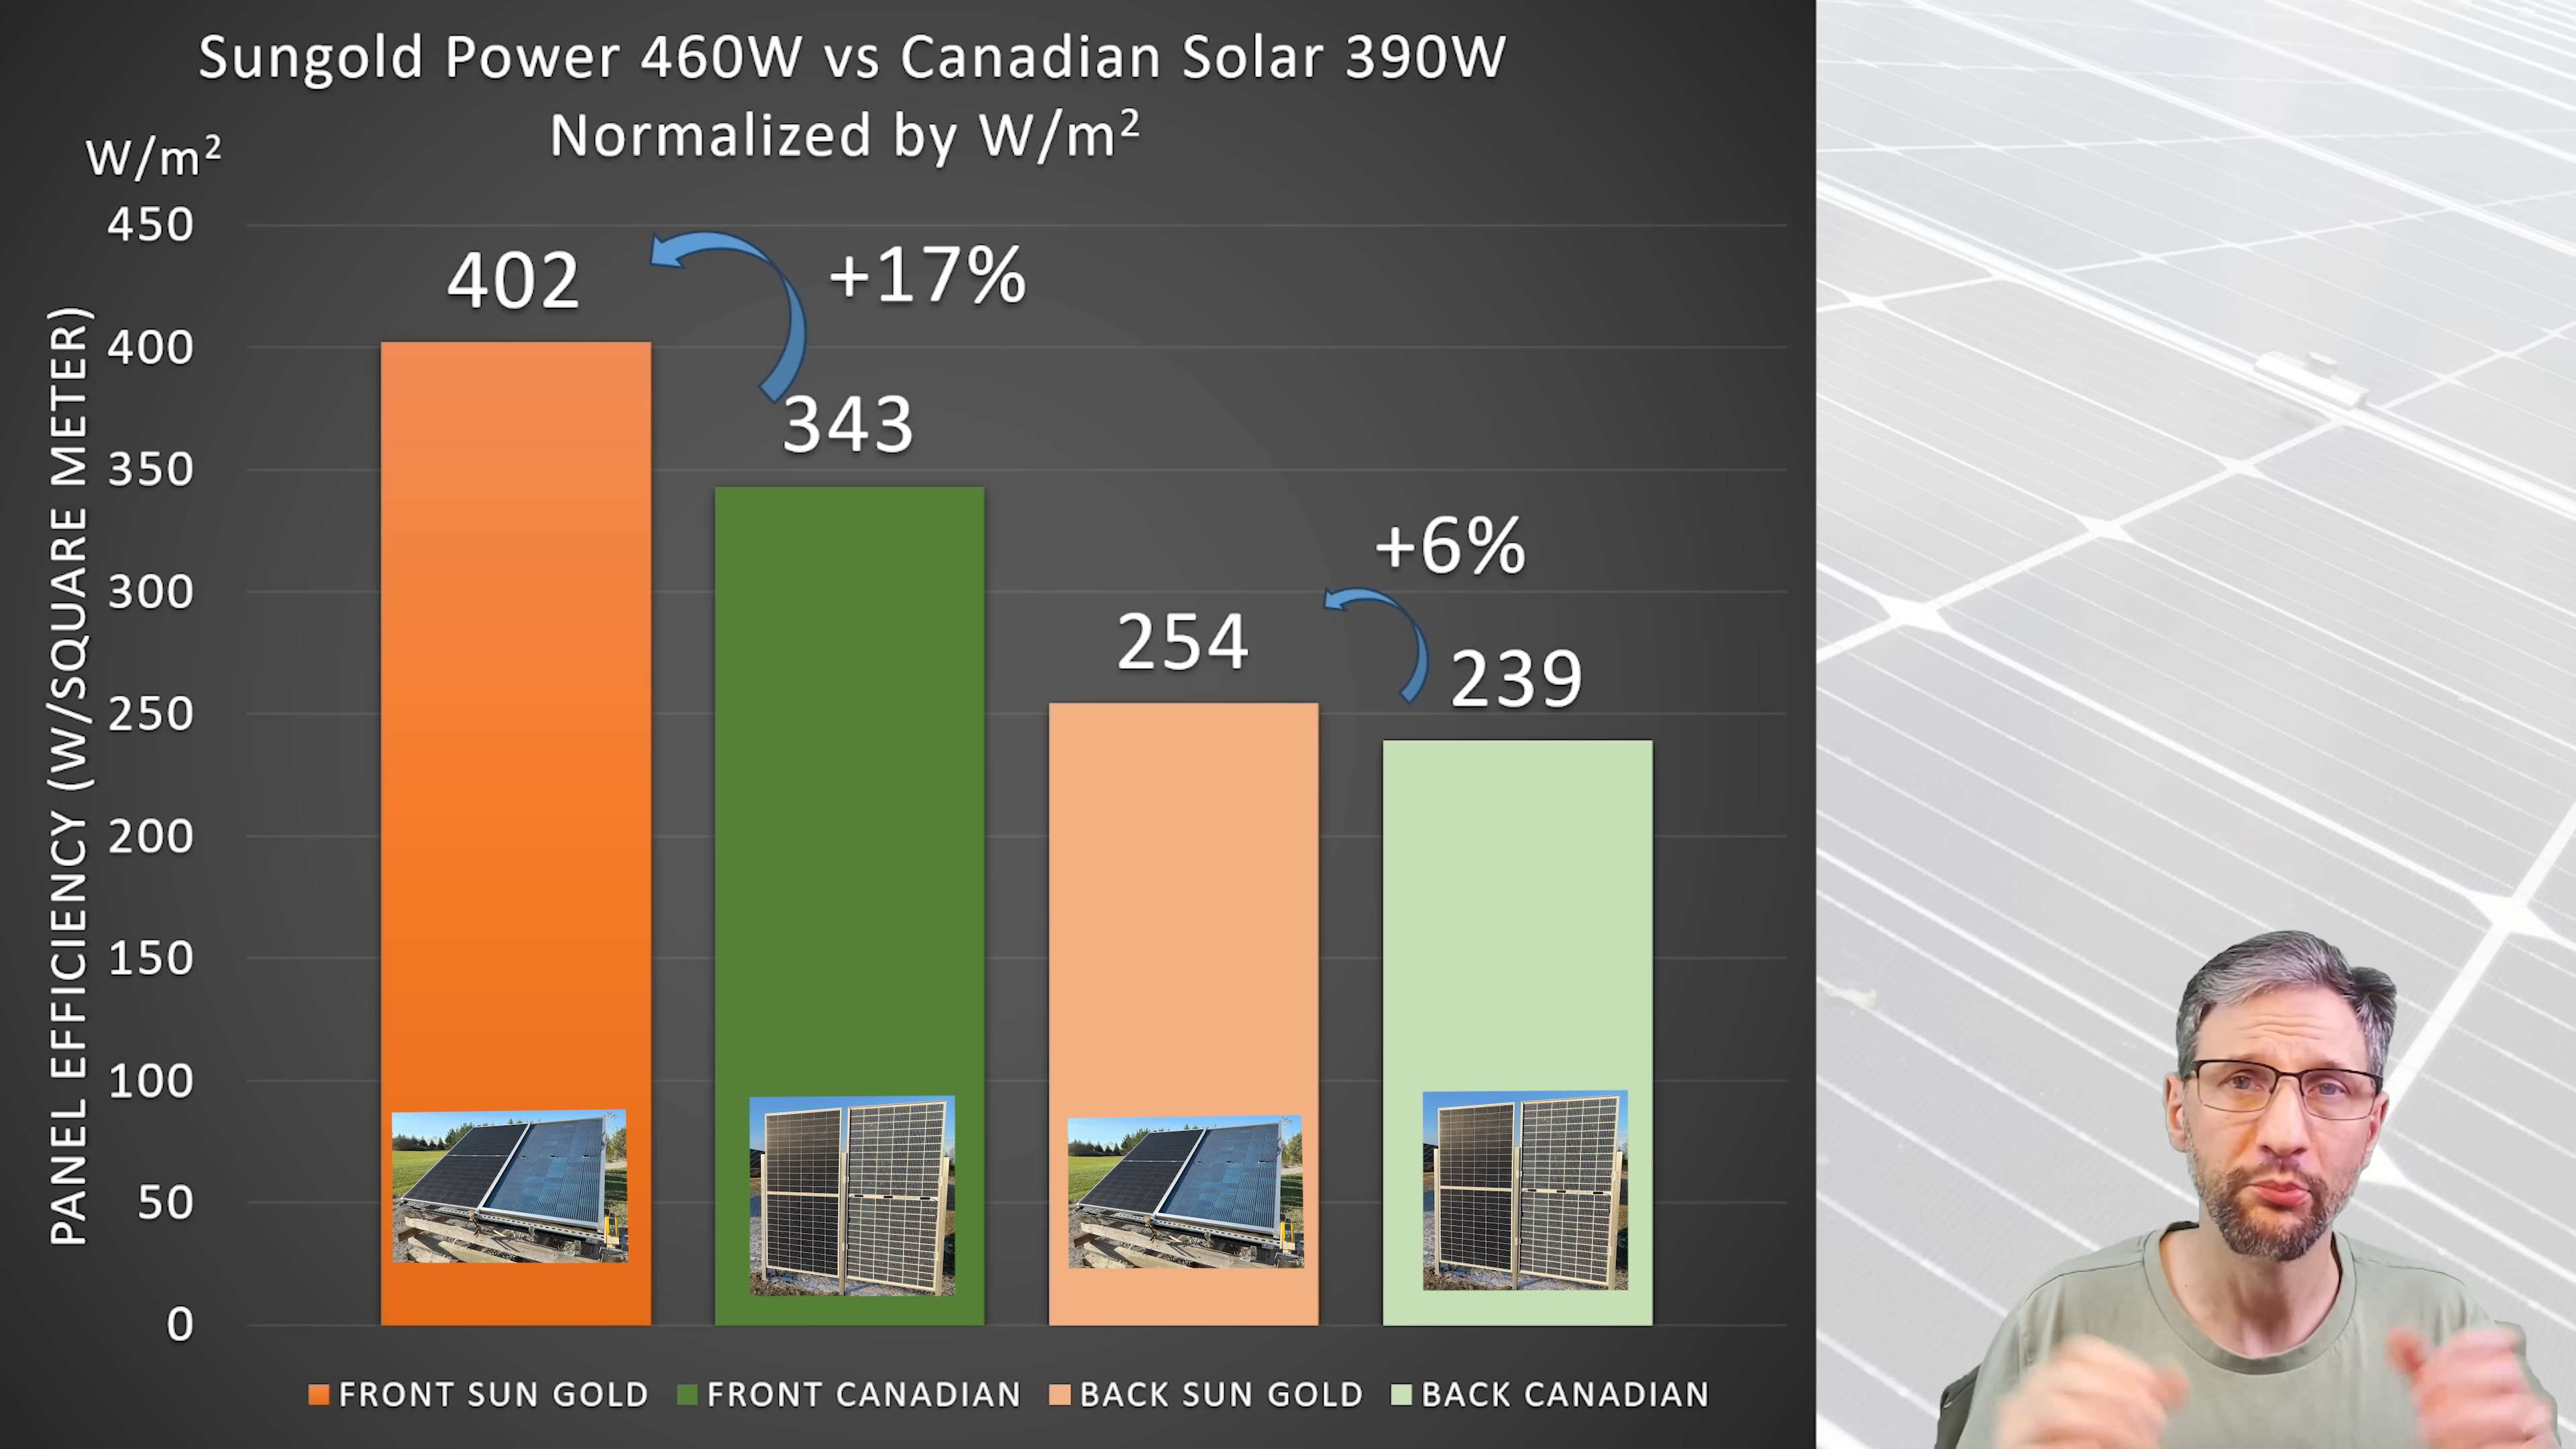 Sungold Power 460W vs Canadian Solar 390W
Normalized by W/m²
W/m²
PANEL EFFICIENCY (W/SQUARE METER)
450
400
350
300
250
200
150
100
50
0
402
+17%
343
254
+6%
239
FRONT SUN GOLD
FRONT CANADIAN
BACK SUN GOLD
BACK CANADIAN